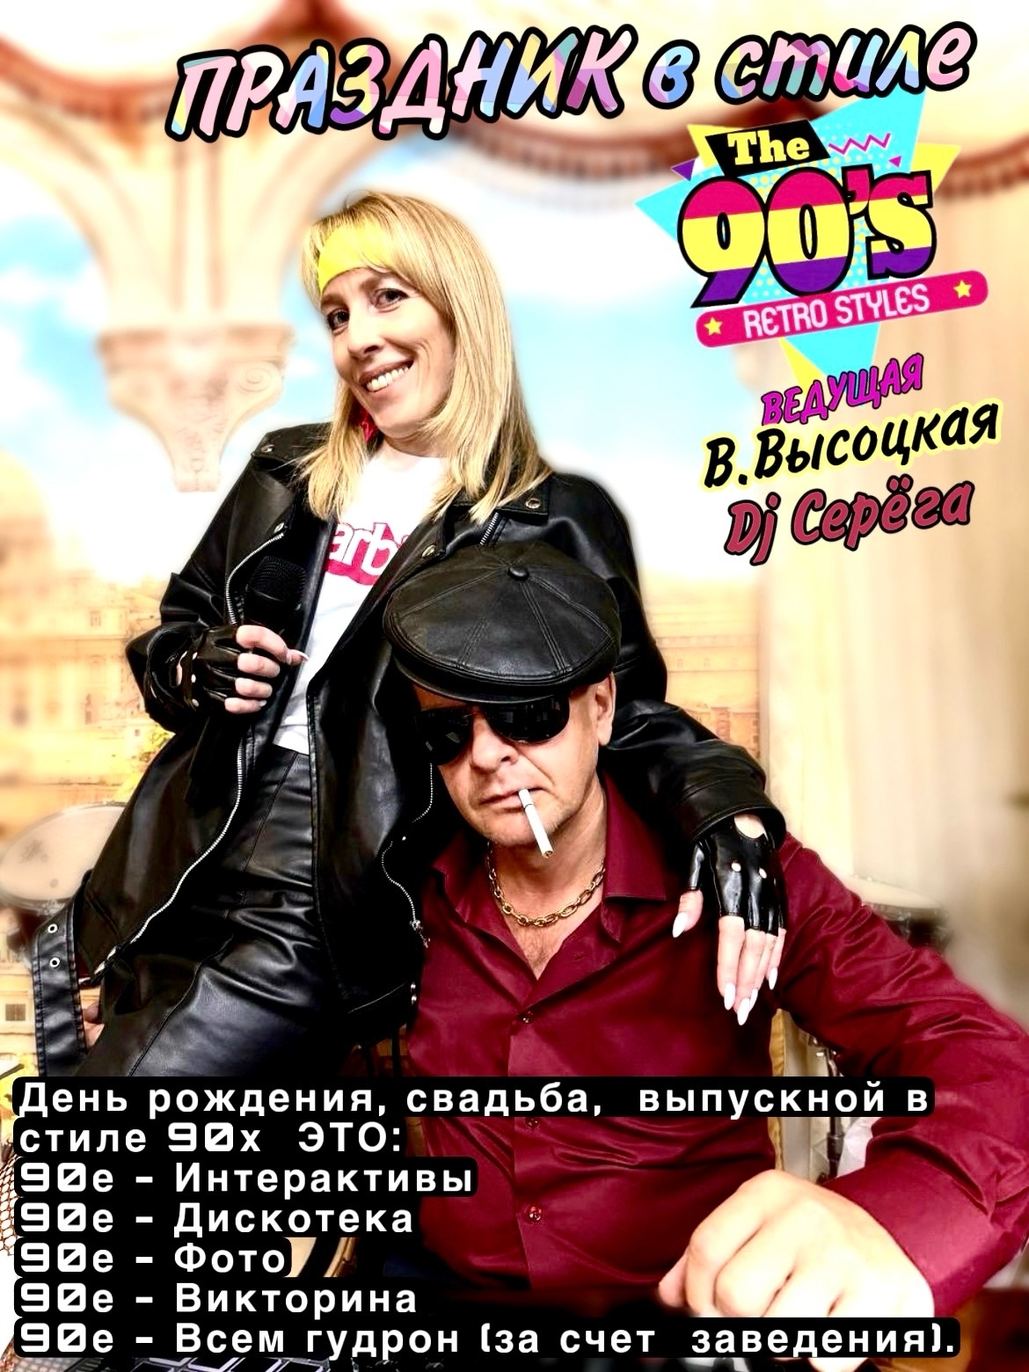 ПРАЗДНИК в стиле
The
90's
RETRO STYLES
ВЕДУЩАЯ
В.Высоцкая
Dj Серёга
arb
День рождения, свадьба, выпускной в
стиле 90х ЭТО:
90е - Интерактивы
90е - Дискотека
90е - Фото
90е - Викторина
90е - Всем гудрон (за счет заведения).